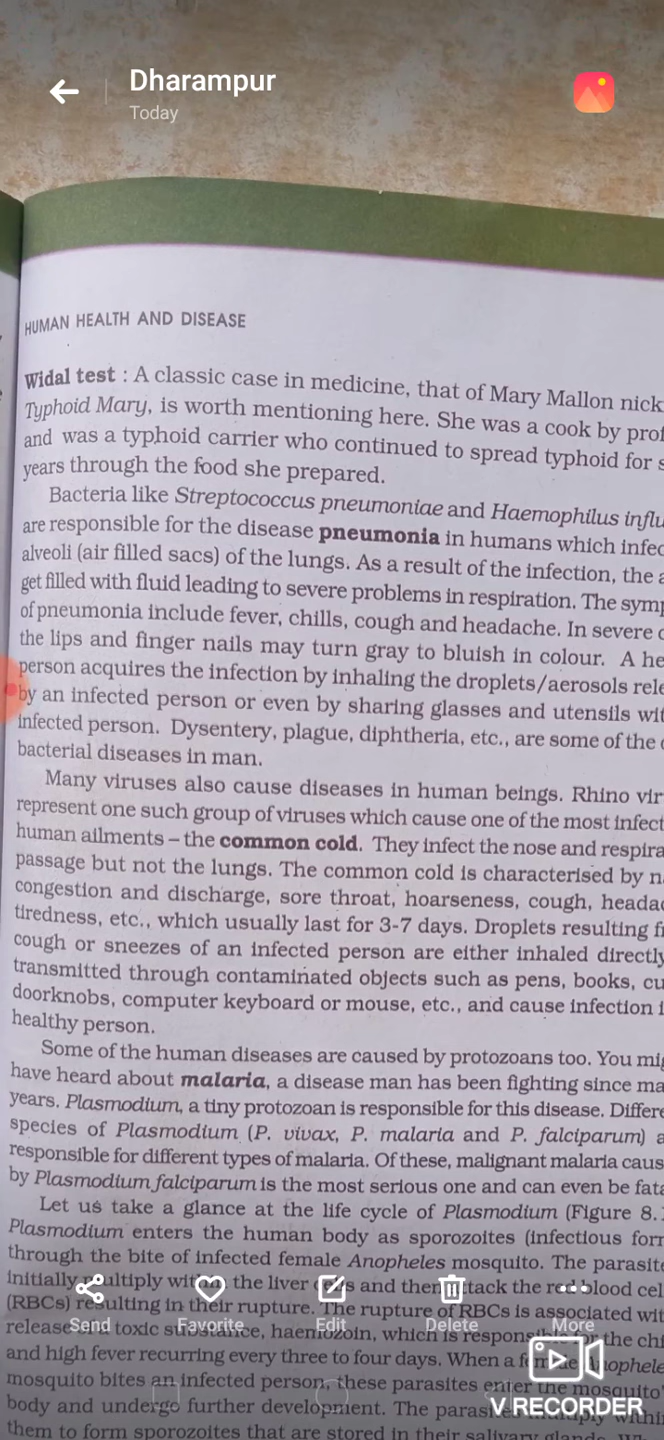 Dharampur
Today
HUMAN HEALTH AND DISEASE
Widal test : A classic case in medicine, that of Mary Mallon nick
Typhoid Mary, is worth mentioning here. She was a cook by prof
and was a typhoid carrier who continued to spread typhoid for s
years through the food she prepared.
Bacteria like Streptococcus pneumoniae and Haemophilus influ
are responsible for the disease pneumonia in humans which infec
alveoli (air filled sacs) of the lungs. As a result of the infection, the a
get filled with fluid leading to severe problems in respiration. The symp
of pneumonia include fever, chills, cough and headache. In severe c
the lips and finger nails may turn gray to bluish in colour. A he
person acquires the infection by inhaling the droplets/aerosols rele
by an infected person or even by sharing glasses and utensils wit
infected person. Dysentery, plague, diphtheria, etc., are some of the
bacterial diseases in man.
Many viruses also cause diseases in human beings. Rhino vir
represent one such group of viruses which cause one of the most infect
human ailments – the common cold. They infect the nose and respira
passage but not the lungs. The common cold is characterised by n
congestion and discharge, sore throat, hoarseness, cough, heada
tiredness, etc., which usually last for 3-7 days. Droplets resulting fr
cough or sneezes of an infected person are either inhaled directly
transmitted through contaminated objects such as pens, books, cu
doorknobs, computer keyboard or mouse, etc., and cause infection i
healthy person.
Some of the human diseases are caused by protozoans too. You mig
have heard about malaria, a disease man has been fighting since ma
years. Plasmodium, a tiny protozoan is responsible for this disease. Differe
species of Plasmodium (P. vivax, P. malaria and P. falciparum) a
responsible for different types of malaria. Of these, malignant malaria caus
by Plasmodium falciparum is the most serious one and can even be fata
Let us take a glance at the life cycle of Plasmodium (Figure 8.
Plasmodium enters the human body as sporozoites (infectious for
through the bite of infected female Anopheles mosquito. The parasite
initially multiply within the liver cells and then attack the red blood cel
(RBCs) resulting in their rupture. The rupture of RBCs is associated wit
release of a toxic substance, haemozoin, which is responsible for the chi
and high fever recurring every three to four days. When a female Anophele
mosquito bites an infected person, these parasites enter the mosquito'
body and undergo further development. The parasites multiply withi
them to form sporozoites that are stored in their salivary glands.
Send
Favorite
Edit
Delete
More
V RECORDER